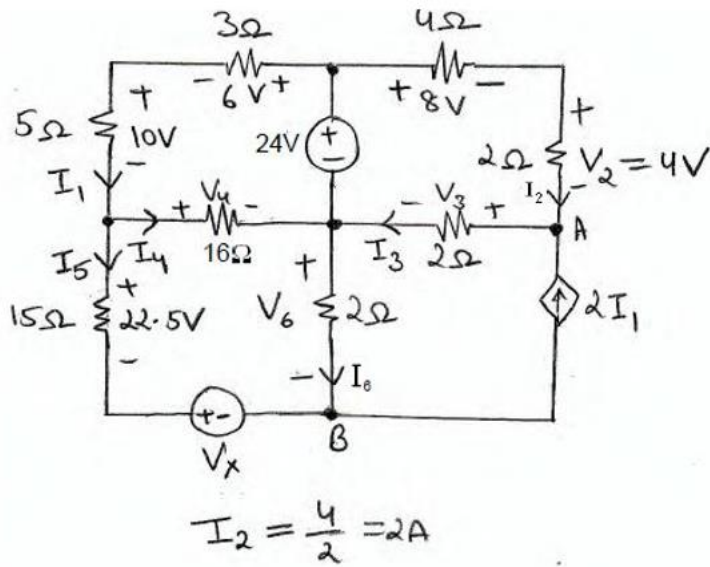 3Ω 4Ω
- 6V + + 8V -
5Ω + 10V - 24V + - 2Ω + V₂ = 4V -
I₁ I₂
+ V₄ - - V₃ + A
I₅ I₄ 16Ω I₃ 2Ω
15Ω + 22.5V - + V₆ 2Ω - 2I₁
I₆
+- B
Vₓ
I₂ = 4/2 = 2A